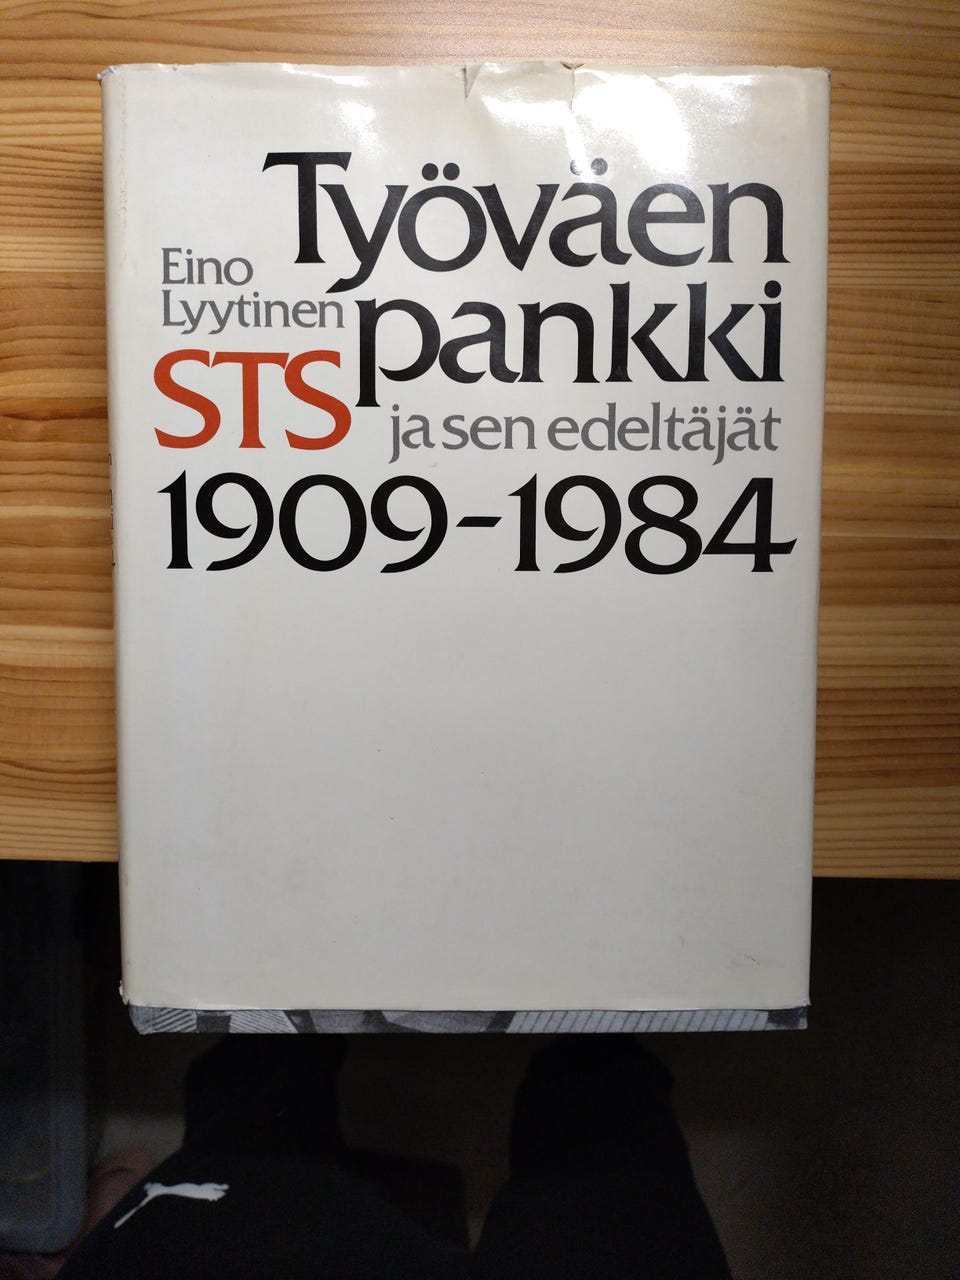 Työväen
Eino
Lyytinen
pankki
STS
ja sen edeltäjät
1909-1984